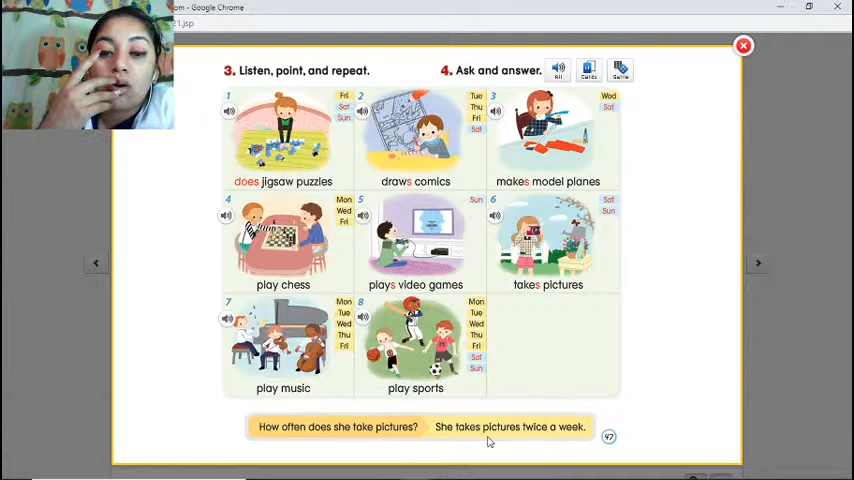 om - Google Chrome
21.jsp
3. Listen, point, and repeat.
4. Ask and answer.
All
Cards
Game
1
Fri
Sat
Sun
does jigsaw puzzles
2
Tue
Thu
Fri
Sat
draws comics
3
Wed
Sat
makes model planes
4
Mon
Wed
Fri
play chess
5
Sun
plays video games
6
Sat
Sun
takes pictures
7
Mon
Tue
Wed
Thu
Fri
play music
8
Mon
Tue
Wed
Thu
Fri
Sat
Sun
play sports
How often does she take pictures?
She takes pictures twice a week.
47